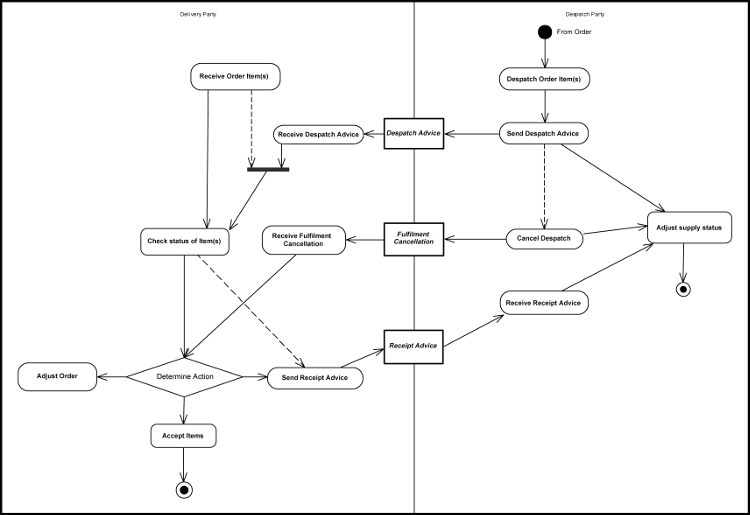 Delivery Party
Despatch Party
From Order
Receive Order Item(s)
Despatch Order Item(s)
Receive Despatch Advice
Despatch Advice
Send Despatch Advice
Check status of Item(s)
Receive Fulfilment
Cancellation
Fulfilment
Cancellation
Cancel Despatch
Adjust supply status
Receive Receipt Advice
Receipt Advice
Adjust Order
Determine Action
Send Receipt Advice
Accept Items